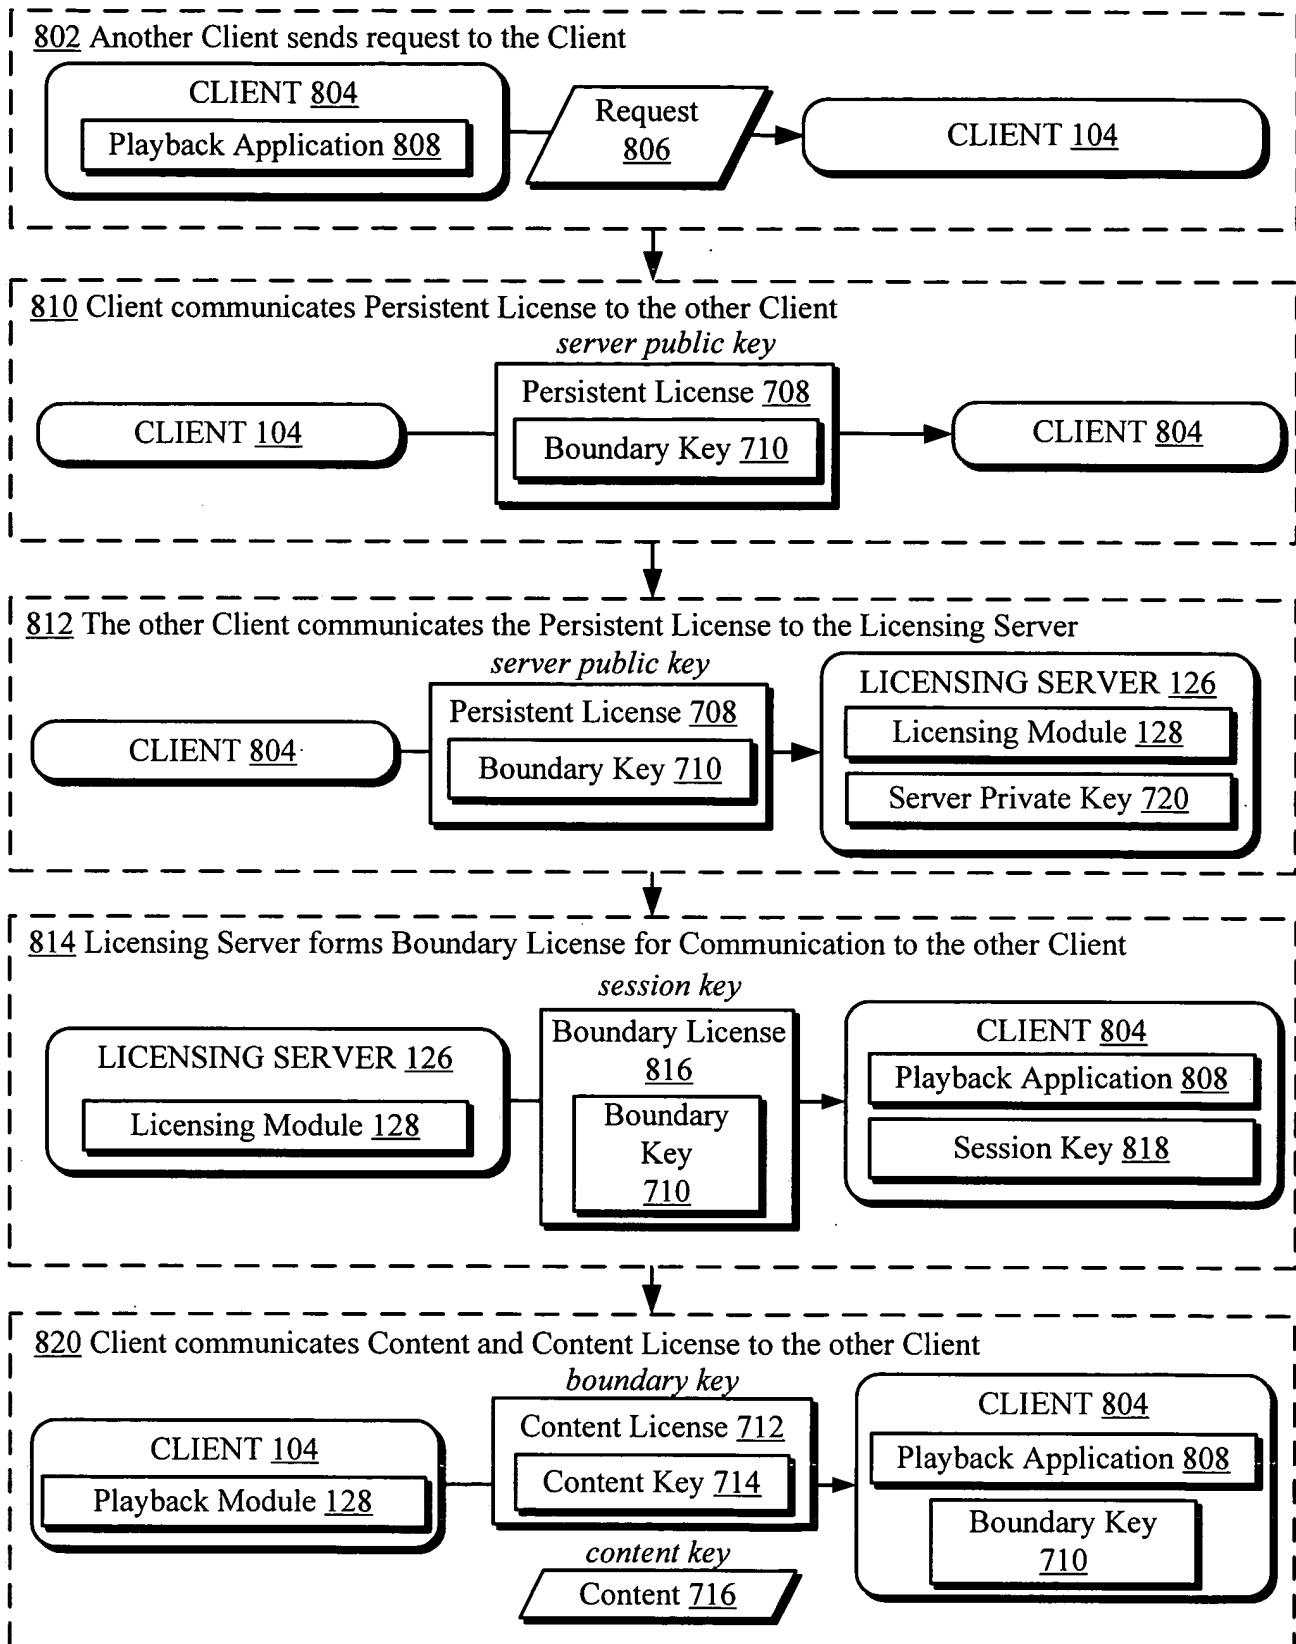 802 Another Client sends request to the Client
CLIENT 804
Playback Application 808
Request
806
CLIENT 104
810 Client communicates Persistent License to the other Client
server public key
CLIENT 104
Persistent License 708
Boundary Key 710
CLIENT 804
812 The other Client communicates the Persistent License to the Licensing Server
server public key
CLIENT 804
Persistent License 708
Boundary Key 710
LICENSING SERVER 126
Licensing Module 128
Server Private Key 720
814 Licensing Server forms Boundary License for Communication to the other Client
session key
LICENSING SERVER 126
Licensing Module 128
Boundary License
816
Boundary
Key
710
CLIENT 804
Playback Application 808
Session Key 818
820 Client communicates Content and Content License to the other Client
boundary key
CLIENT 104
Playback Module 128
Content License 712
Content Key 714
content key
Content 716
CLIENT 804
Playback Application 808
Boundary Key
710